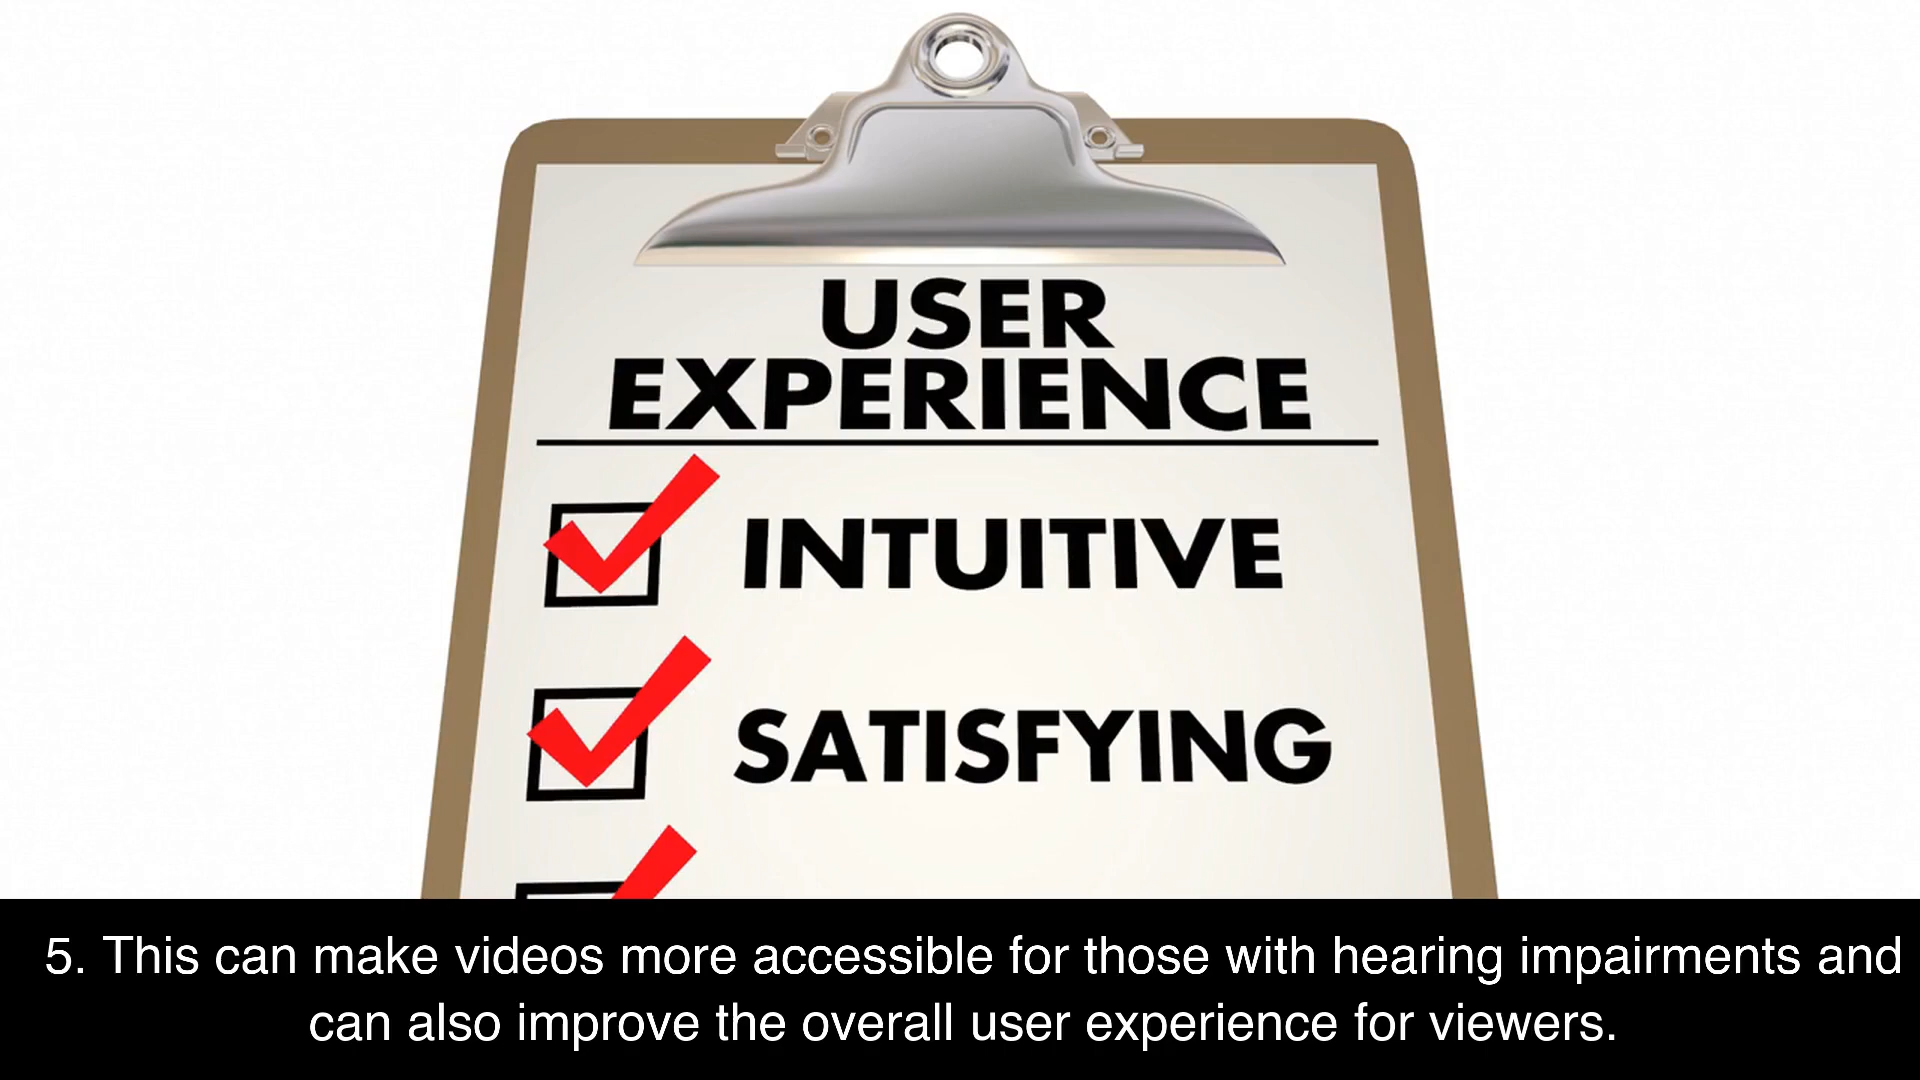 USER
EXPERIENCE
INTUITIVE
SATISFYING
5. This can make videos more accessible for those with hearing impairments and
can also improve the overall user experience for viewers.